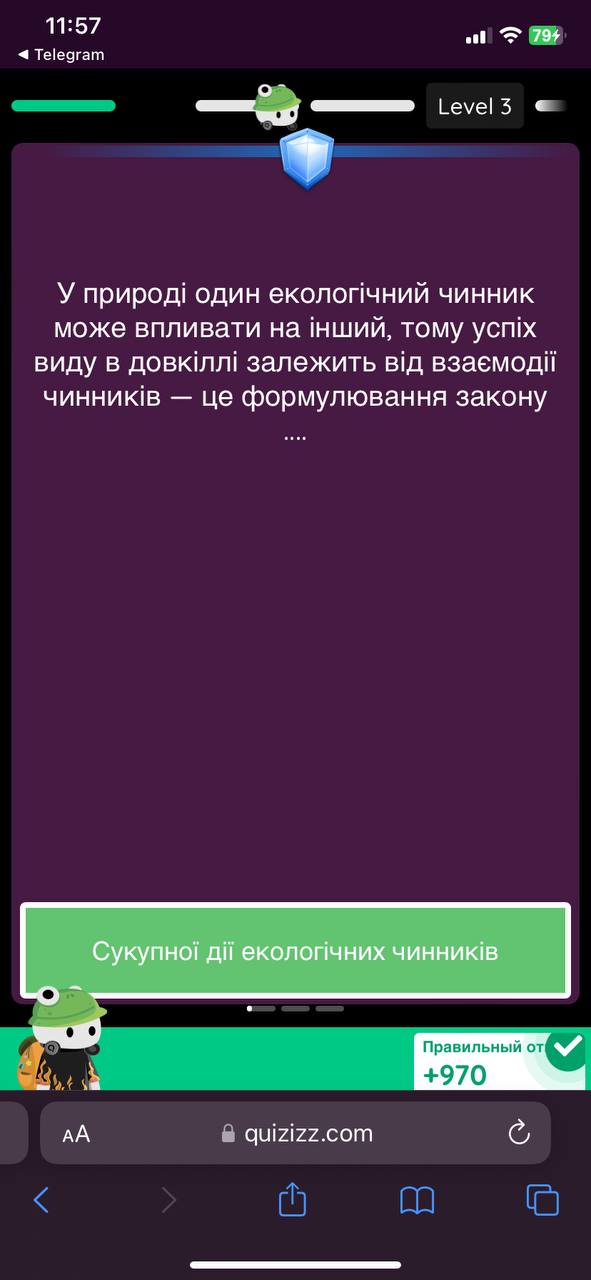 11:57
79
◀ Telegram
Level 3
У природі один екологічний чинник
може впливати на інший, тому успіх
виду в довкіллі залежить від взаємодії
чинників — це формулювання закону
....
Сукупної дії екологічних чинників
Правильный от
+970
AA
quizizz.com